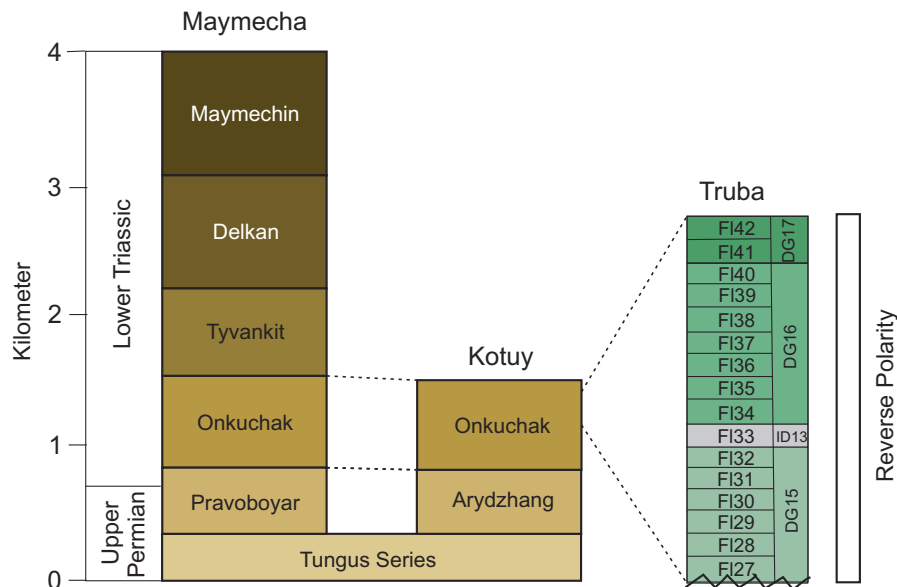 Maymecha
4
Maymechin
3
Truba
Delkan
Lower Triassic
Kilometer
2
Tyvankit
Kotuy
Onkuchak
Onkuchak
1
Pravoboyar
Arydzhang
Upper
Permian
Tungus Series
0
FI42
FI41
DG17
FI40
FI39
FI38
FI37
FI36
FI35
FI34
DG16
FI33
ID13
FI32
FI31
FI30
FI29
FI28
FI27
DG15
Reverse Polarity